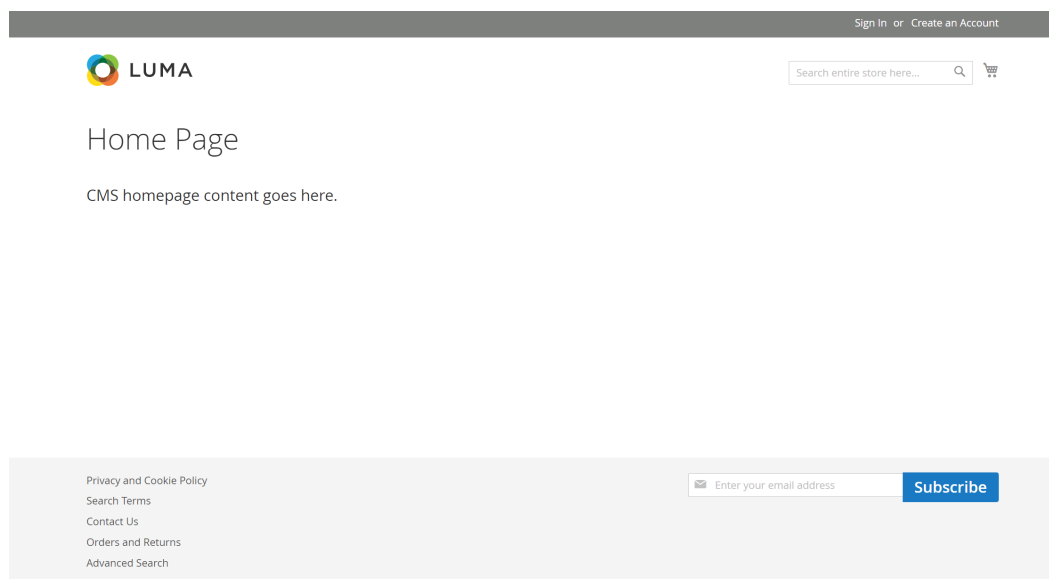 Sign In or Create an Account
LUMA
Search entire store here...
Home Page
CMS homepage content goes here.
Privacy and Cookie Policy
Search Terms
Contact Us
Orders and Returns
Advanced Search
Enter your email address
Subscribe